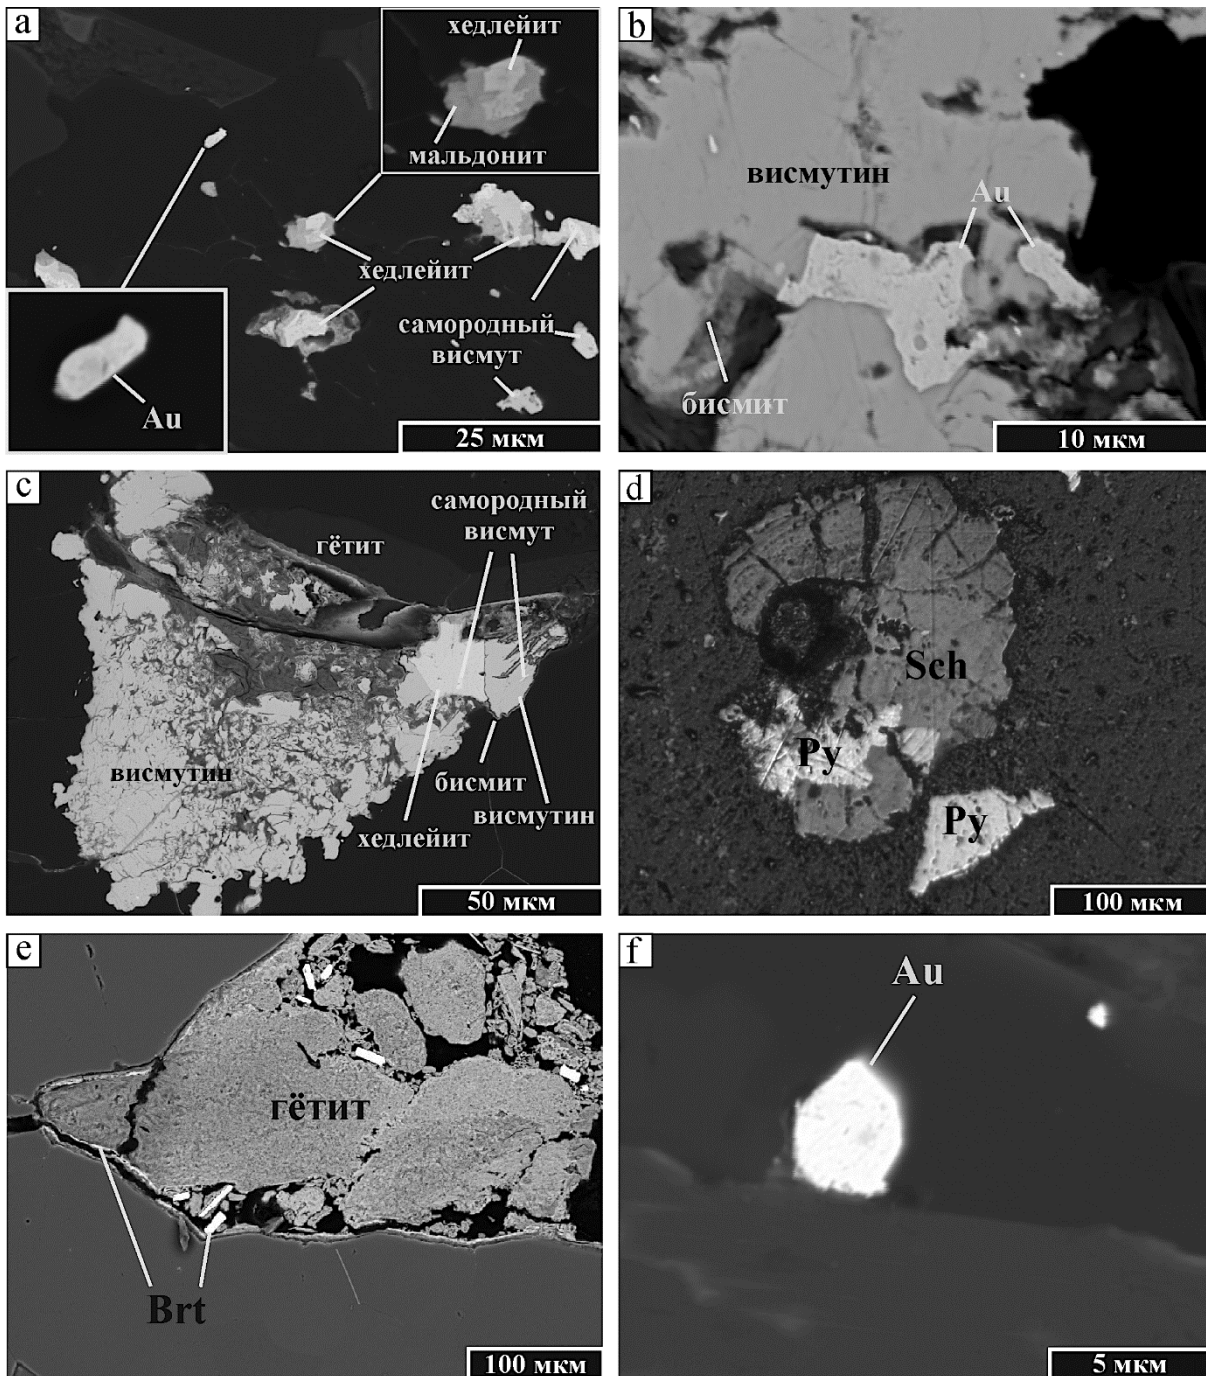 a
хедлейит
мальдонит
хедлейит
самородный
висмут
Au
25 мкм
b
висмутин
Au
бисмит
10 мкм
c
самородный
висмут
гётит
висмутин
бисмит
висмутин
хедлейит
50 мкм
d
Sch
Py
Py
100 мкм
e
гётит
Brt
100 мкм
f
Au
5 мкм